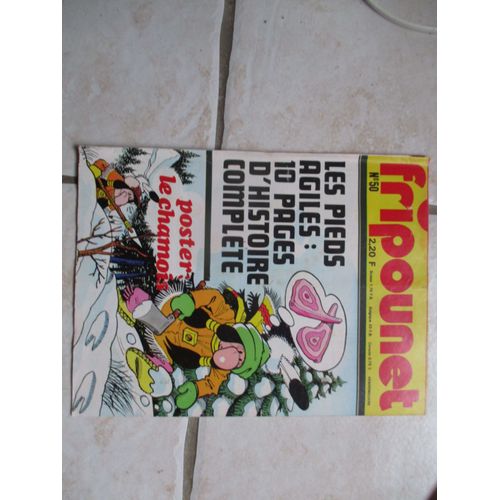 fripounet
N°50
2,20 F
LES PIEDS
AGILES :
10 PAGES
D'HISTOIRE
COMPLETE
poster:
le chamois